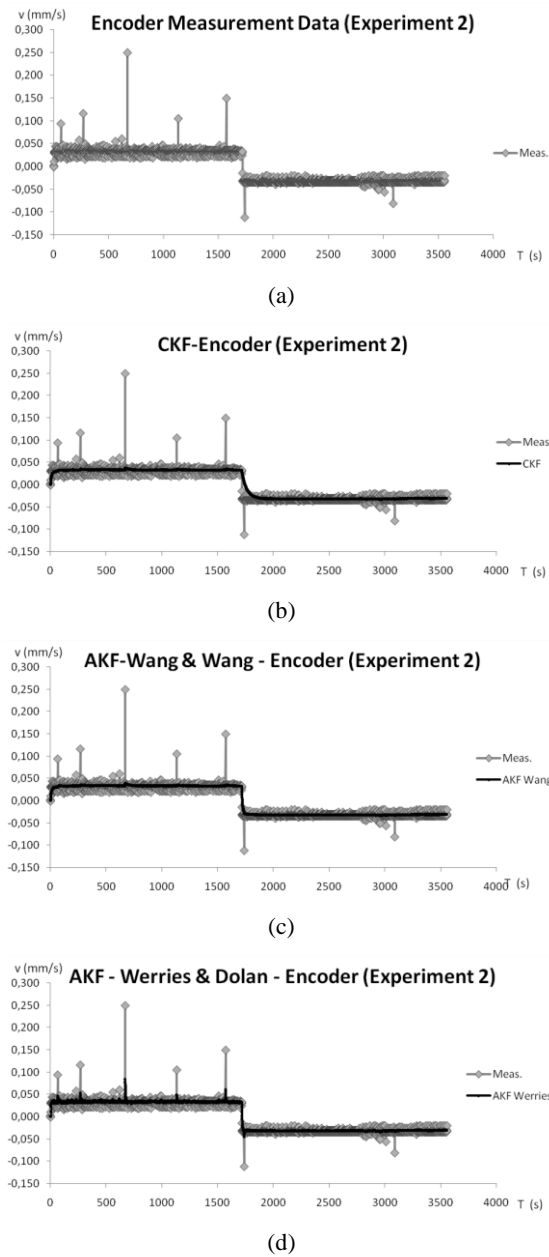 v (mm/s)
Encoder Measurement Data (Experiment 2)
0,300
0,250
0,200
0,150
0,100
0,050
0,000
-0,050
-0,100
-0,150
0 500 1000 1500 2000 2500 3000 3500 4000
T (s)
Meas.
(a)
v (mm/s)
CKF-Encoder (Experiment 2)
0,300
0,250
0,200
0,150
0,100
0,050
0,000
-0,050
-0,100
-0,150
0 500 1000 1500 2000 2500 3000 3500 4000
T (s)
Meas
CKF
(b)
v (mm/s)
AKF-Wang & Wang - Encoder (Experiment 2)
0,300
0,250
0,200
0,150
0,100
0,050
0,000
-0,050
-0,100
-0,150
0 500 1000 1500 2000 2500 3000 3500 4000
T (s)
Meas.
AKF Wang
(c)
v (mm/s)
AKF - Werries & Dolan - Encoder (Experiment 2)
0,300
0,250
0,200
0,150
0,100
0,050
0,000
-0,050
-0,100
-0,150
0 500 1000 1500 2000 2500 3000 3500 4000
T (s)
Meas.
AKF Werries
(d)